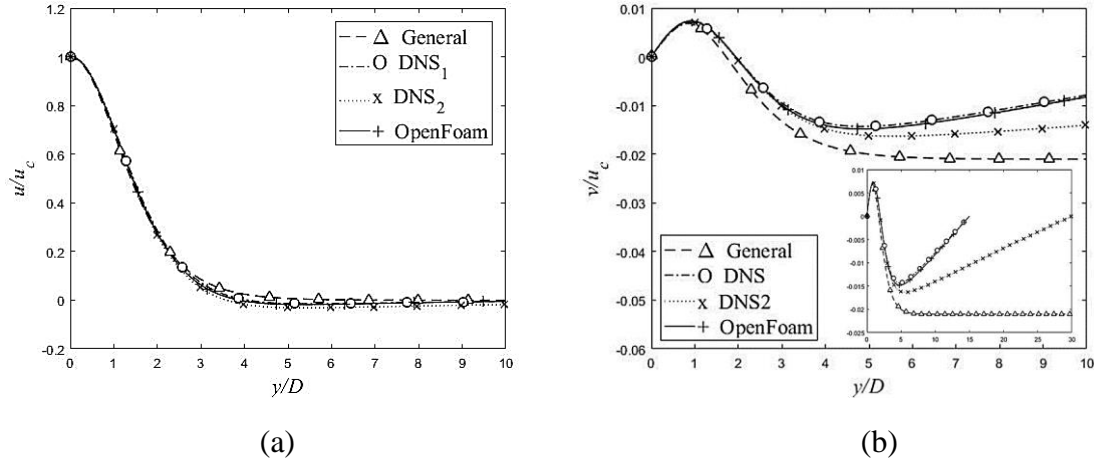 1.2
1
0.8
0.6
0.4
0.2
0
-0.2
0 1 2 3 4 5 6 7 8 9 10
u/u_c
y/D
General
DNS_1
DNS_2
OpenFoam
(a)
0.01
0
-0.01
-0.02
-0.03
-0.04
-0.05
-0.06
0 1 2 3 4 5 6 7 8 9 10
v/u_c
y/D
General
DNS
DNS2
OpenFoam
0.01
0.005
0
-0.005
-0.01
-0.015
-0.02
-0.025
0 5 10 15 20 25 30
(b)